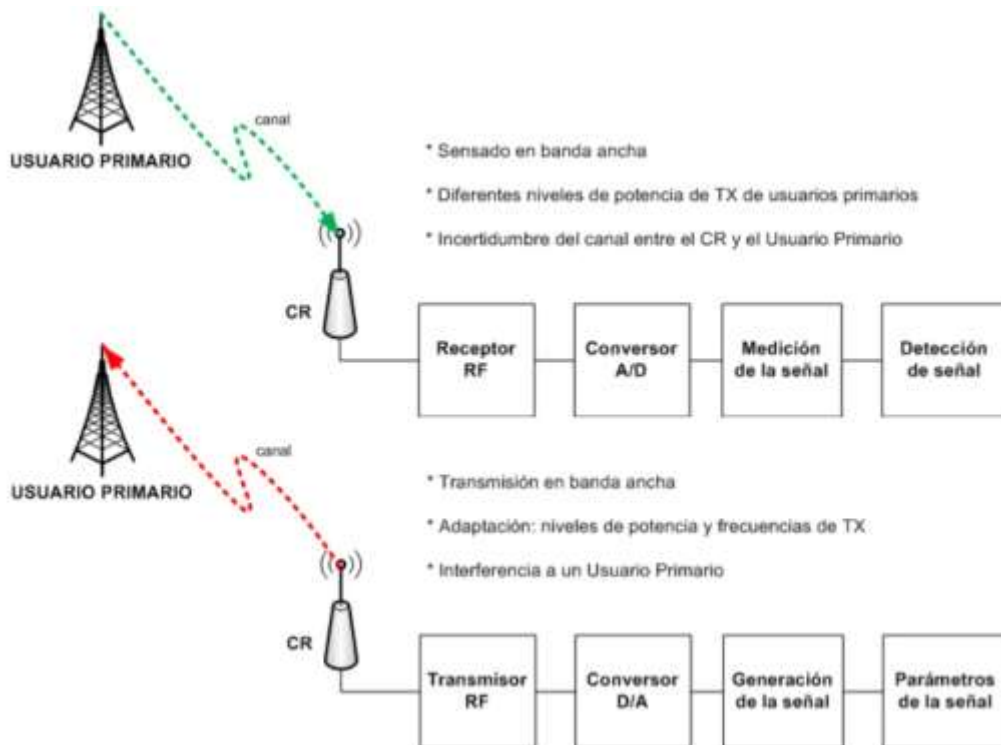 canal
USUARIO PRIMARIO
* Sensado en banda ancha
* Diferentes niveles de potencia de TX de usuarios primarios
* Incertidumbre del canal entre el CR y el Usuario Primario
CR
Receptor
RF
Conversor
A/D
Medición
de la señal
Detección
de señal
canal
USUARIO PRIMARIO
* Transmisión en banda ancha
* Adaptación: niveles de potencia y frecuencias de TX
* Interferencia a un Usuario Primario
CR
Transmisor
RF
Conversor
D/A
Generación
de la señal
Parámetros
de la señal